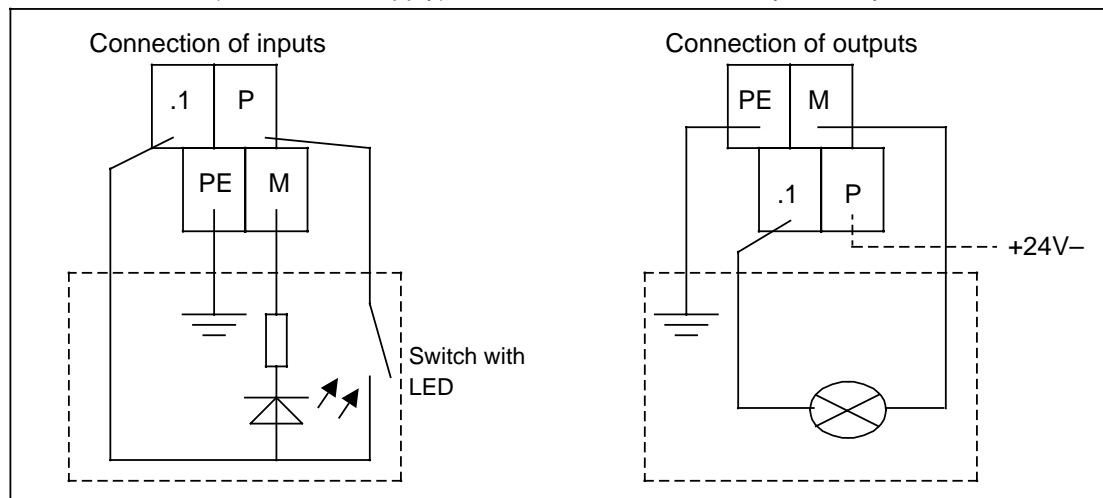 Connection of inputs
.1 P
PE M
Switch with
LED
Connection of outputs
PE M
.1 P
+24V–